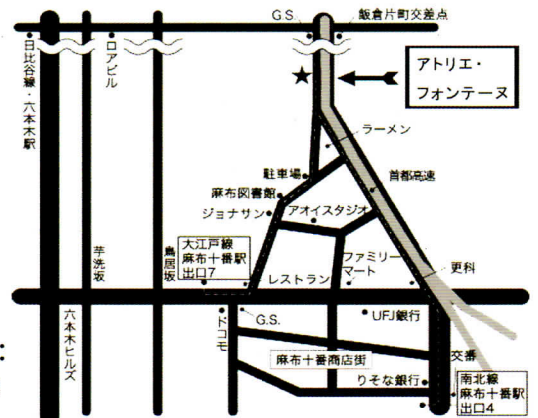 G.S.
飯倉片町交差点
日比谷線・六本木駅
ロアビル
アトリエ・
フォンテーヌ
ラーメン
駐車場
首都高速
麻布図書館
ジョナサン
アオイスタジオ
芋洗坂
鳥居坂
大江戸線
麻布十番駅
出口7
レストラン
ファミリー
マート
更科
六本木ヒルズ
ドコモ
G.S.
UFJ銀行
麻布十番商店街
交番
りそな銀行
南北線
麻布十番駅
出口4